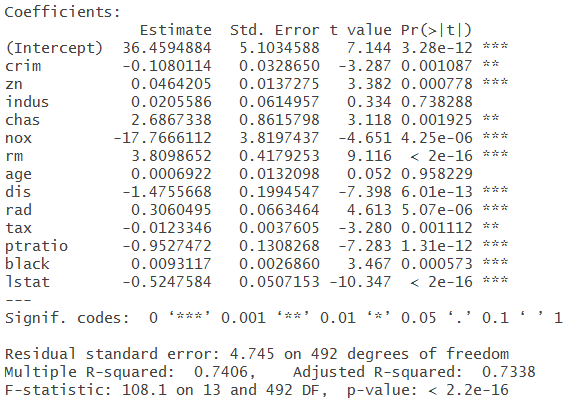 Coefficients:
              Estimate  Std. Error t value Pr(>|t|)
(Intercept)  36.4594884  5.1034588   7.144 3.28e-12 ***
crim         -0.1080114  0.0328650  -3.287 0.001087 **
zn            0.0464205  0.0137275   3.382 0.000778 ***
indus         0.0205586  0.0614957   0.334 0.738288
chas          2.6867338  0.8615798   3.118 0.001925 **
nox         -17.7666112  3.8197437  -4.651 4.25e-06 ***
rm            3.8098652  0.4179253   9.116  < 2e-16 ***
age           0.0006922  0.0132098   0.052 0.958229
dis          -1.4755668  0.1994547  -7.398 6.01e-13 ***
rad           0.3060495  0.0663464   4.613 5.07e-06 ***
tax          -0.0123346  0.0037605  -3.280 0.001112 **
ptratio      -0.9527472  0.1308268  -7.283 1.31e-12 ***
black         0.0093117  0.0026860   3.467 0.000573 ***
lstat        -0.5247584  0.0507153 -10.347  < 2e-16 ***
---
Signif. codes:  0 ‘***’ 0.001 ‘**’ 0.01 ‘*’ 0.05 ‘.’ 0.1 ‘ ’ 1
Residual standard error: 4.745 on 492 degrees of freedom
Multiple R-squared:  0.7406,    Adjusted R-squared:  0.7338
F-statistic: 108.1 on 13 and 492 DF,  p-value: < 2.2e-16